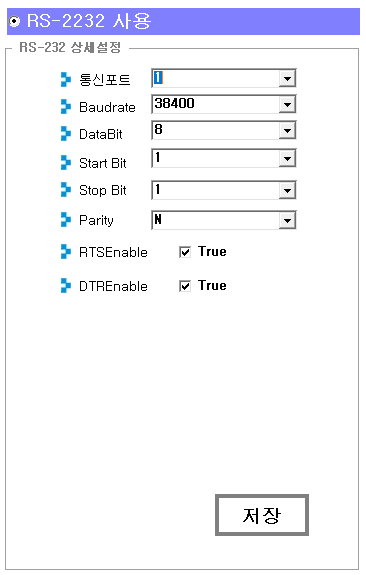 RS-2232 사용
RS-232 상세설정
통신포트 1
Baudrate 38400
DataBit 8
Start Bit 1
Stop Bit 1
Parity N
RTSEnable True
DTREnable True
저장